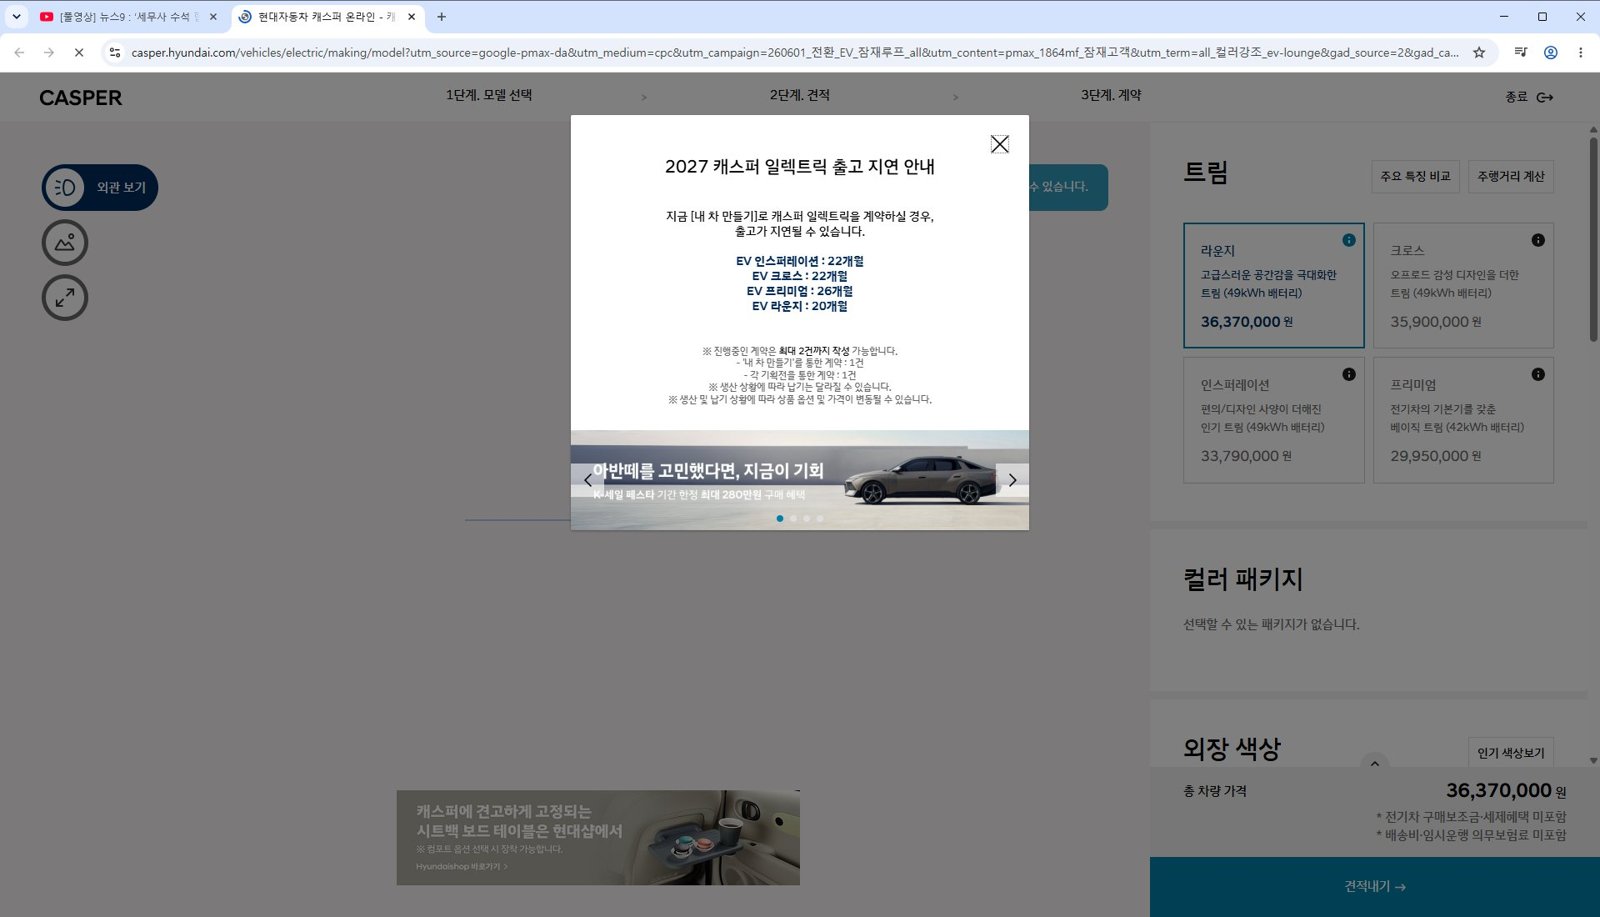 [풀영상] 뉴스9 : '세무사 수석
현대자동차 캐스퍼 온라인 - 캐
casper.hyundai.com/vehicles/electric/making/model?utm_source=google-pmax-da&utm_medium=cpc&utm_campaign=260601_전환_EV_잠재루프_all&utm_content=pmax_1864mf_잠재고객&utm_term=all_컬러강조_ev-lounge&gad_source=2&gad_ca...
CASPER
1단계. 모델 선택
>
2단계. 견적
>
3단계. 계약
종료
외관 보기
수 있습니다.
2027 캐스퍼 일렉트릭 출고 지연 안내
지금 [내 차 만들기]로 캐스퍼 일렉트릭을 계약하실 경우,
출고가 지연될 수 있습니다.
EV 인스퍼레이션 : 22개월
EV 크로스 : 22개월
EV 프리미엄 : 26개월
EV 라운지 : 20개월
※ 진행중인 계약은 최대 2건까지 작성 가능합니다.
- '내 차 만들기'를 통한 계약 : 1건
- 각 기획전을 통한 계약 : 1건
※ 생산 상황에 따라 납기는 달라질 수 있습니다.
※ 생산 및 납기 상황에 따라 상품 옵션 및 가격이 변동될 수 있습니다.
아반떼를 고민했다면, 지금이 기회
K-세일 페스타 기간 한정 최대 280만원 구매 혜택
캐스퍼에 견고하게 고정되는
시트백 보드 테이블은 현대샵에서
※ 컴포트 옵션 선택 시 장착 가능합니다.
Hyundaishop 바로가기 >
트림
주요 특징 비교
주행거리 계산
라운지
고급스러운 공간감을 극대화한
트림 (49kWh 배터리)
36,370,000 원
크로스
오프로드 감성 디자인을 더한
트림 (49kWh 배터리)
35,900,000 원
인스퍼레이션
편의/디자인 사양이 더해진
인기 트림 (49kWh 배터리)
33,790,000 원
프리미엄
전기차의 기본기를 갖춘
베이직 트림 (42kWh 배터리)
29,950,000 원
컬러 패키지
선택할 수 있는 패키지가 없습니다.
외장 색상
인기 색상보기
총 차량 가격
36,370,000 원
* 전기차 구매보조금·세제혜택 미포함
* 배송비·임시운행 의무보험료 미포함
견적내기 →